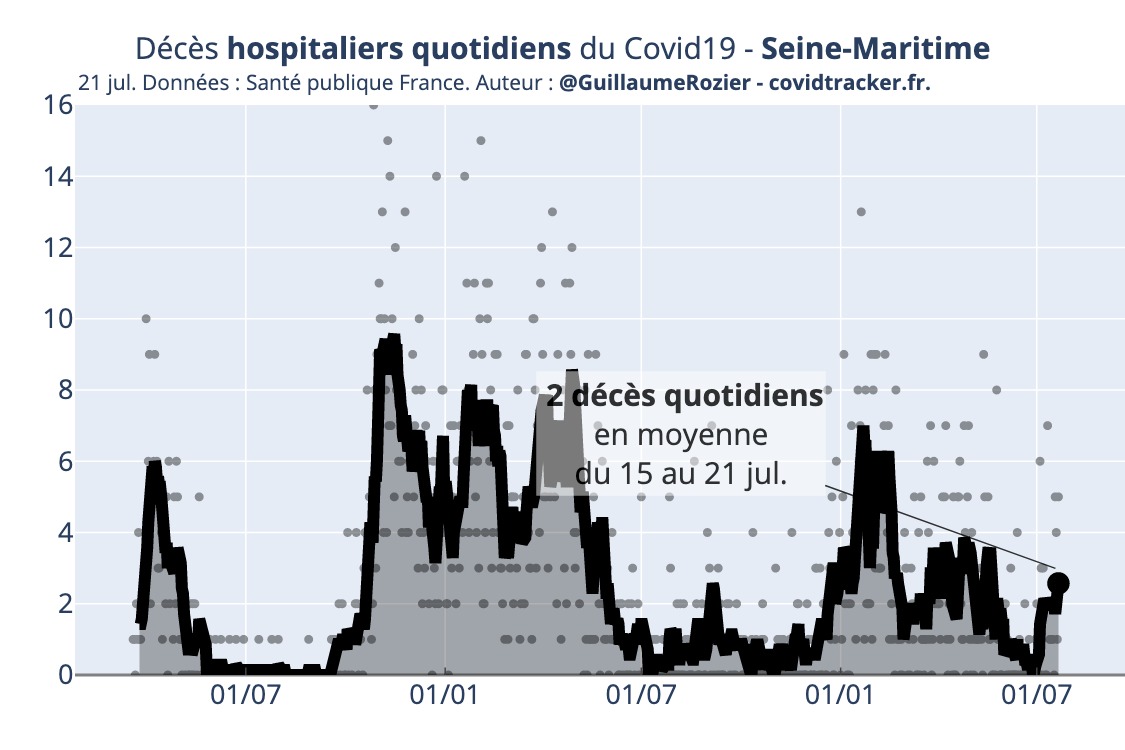 Décès hospitaliers quotidiens du Covid19 - Seine-Maritime
21 jul. Données : Santé publique France. Auteur : @GuillaumeRozier - covidtracker.fr.
16
14
12
10
8
2 décès quotidiens
en moyenne
6
du 15 au 21 jul.
4
2
0
01/07
01/01
01/07
01/01
01/07